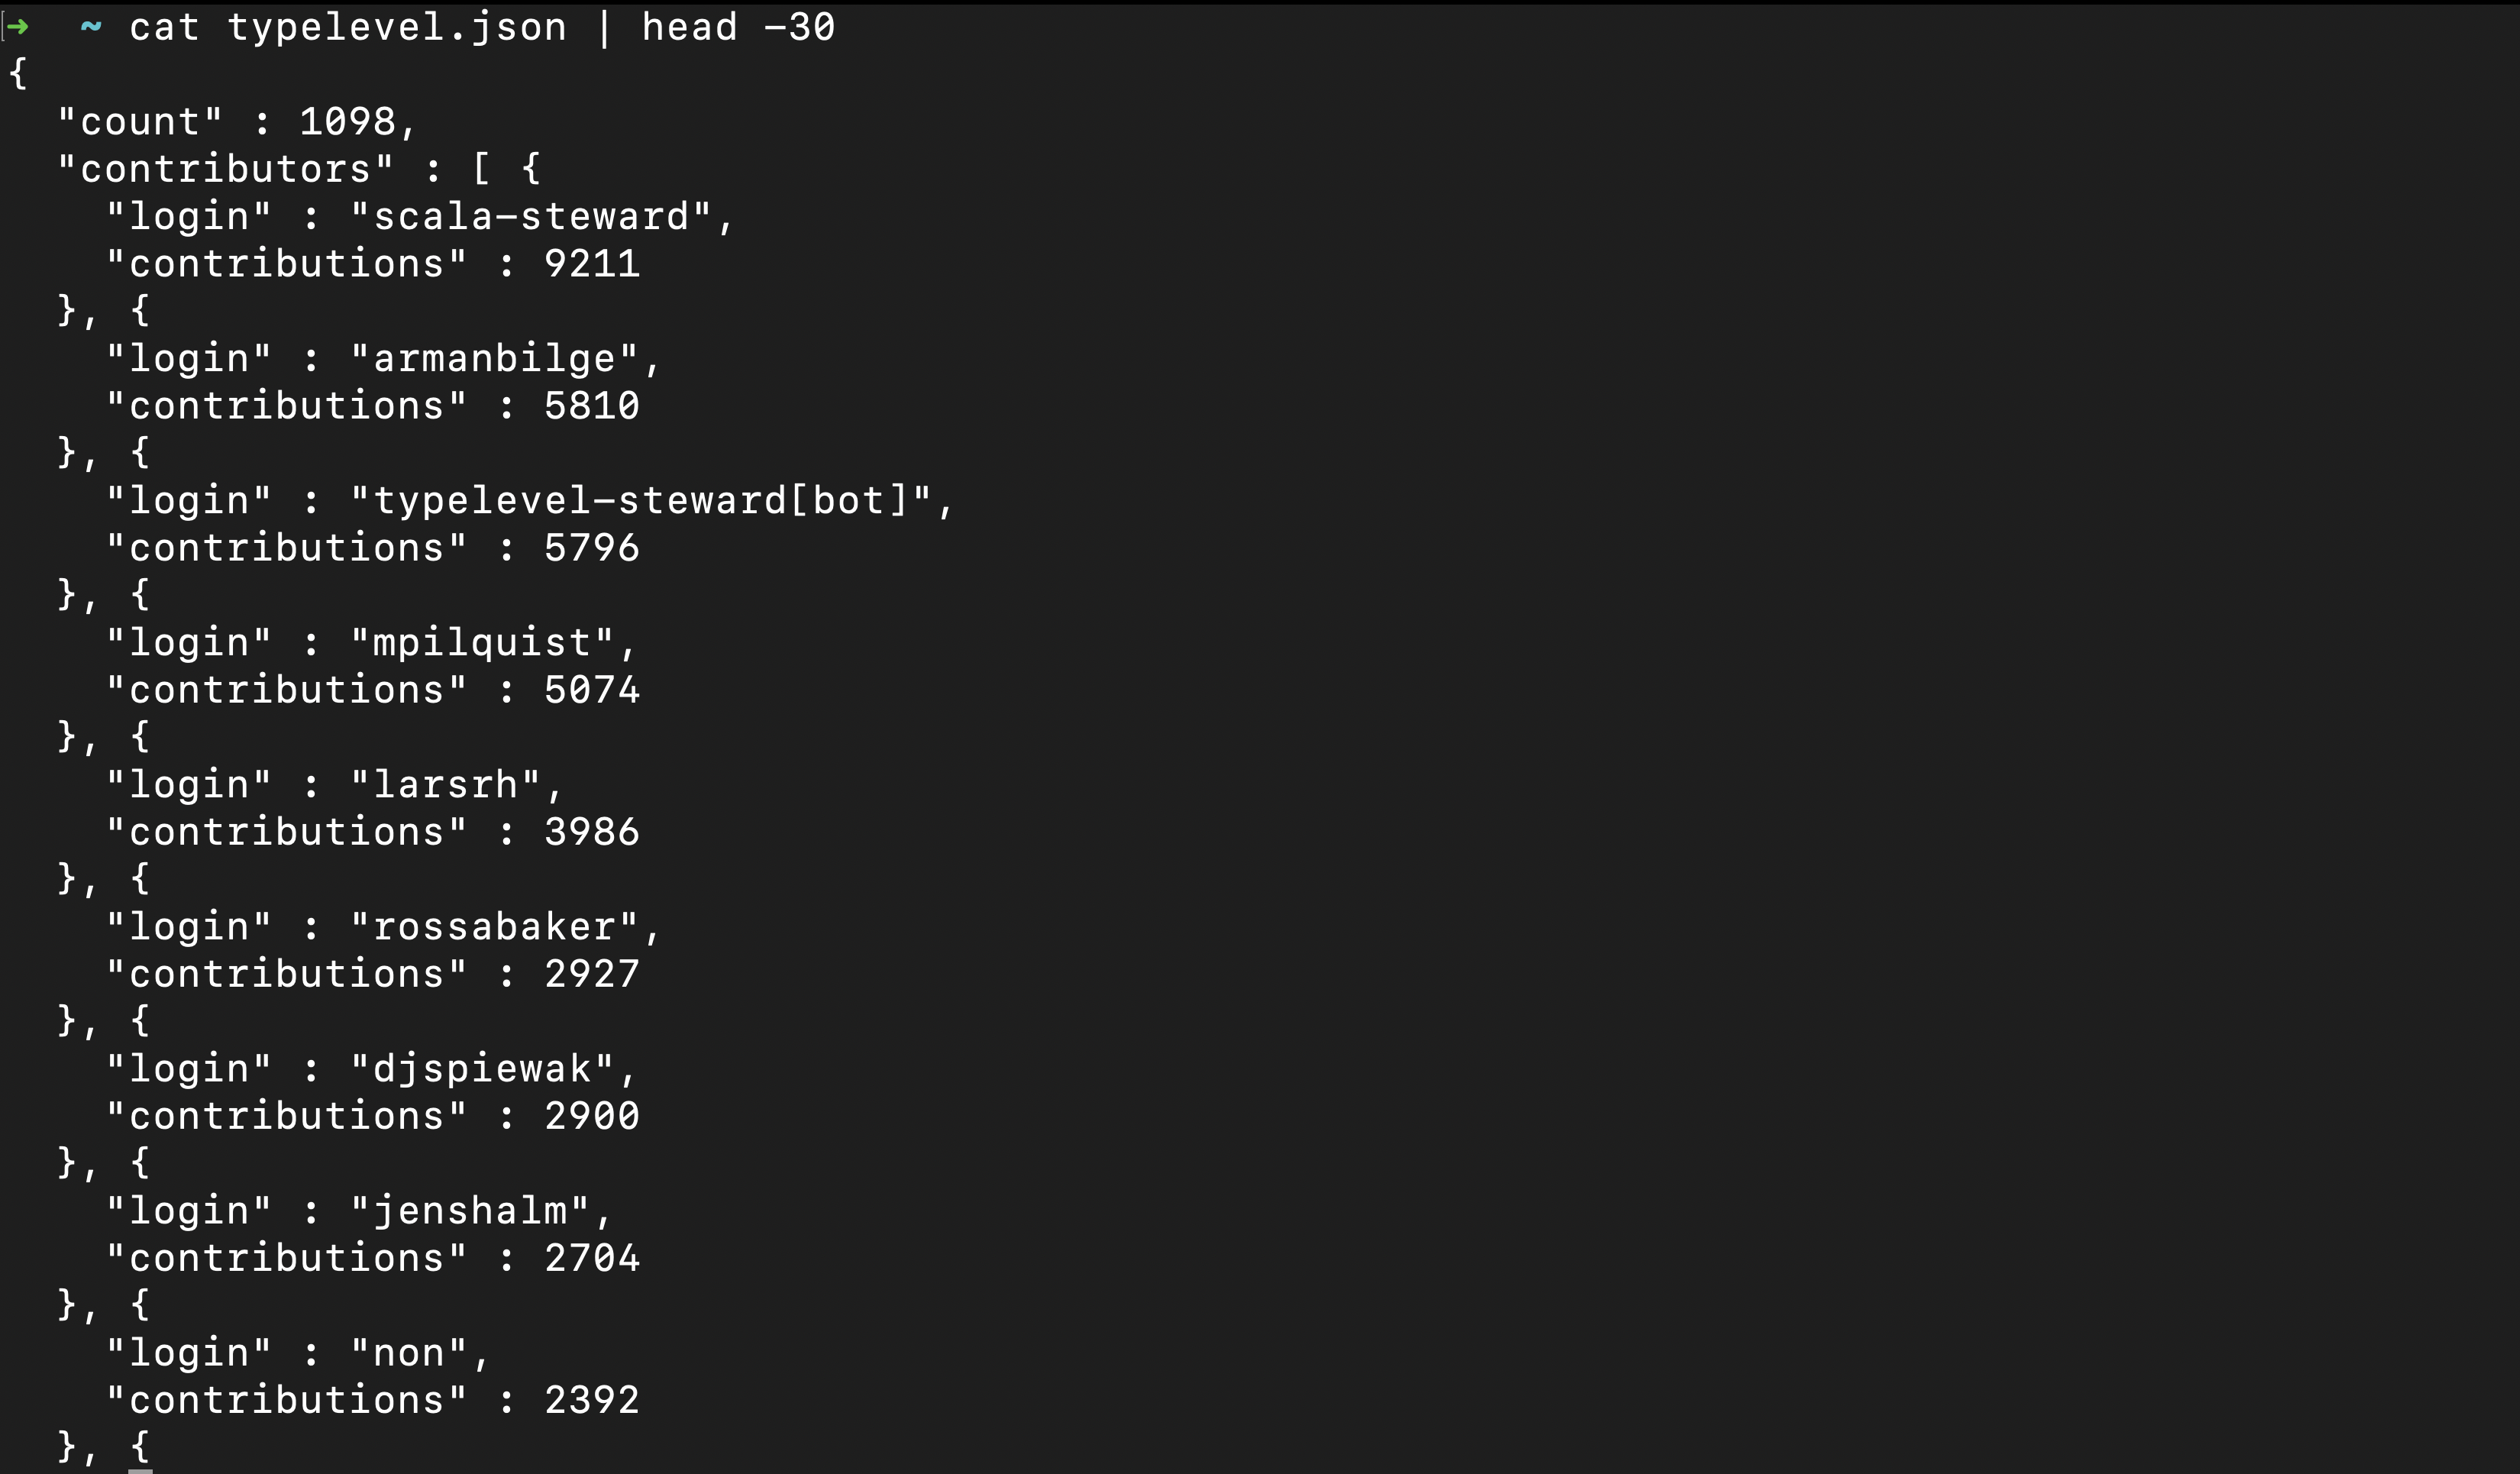 ➜  ~ cat typelevel.json | head -30
{
  "count" : 1098,
  "contributors" : [ {
    "login" : "scala-steward",
    "contributions" : 9211
  }, {
    "login" : "armanbilge",
    "contributions" : 5810
  }, {
    "login" : "typelevel-steward[bot]",
    "contributions" : 5796
  }, {
    "login" : "mpilquist",
    "contributions" : 5074
  }, {
    "login" : "larsrh",
    "contributions" : 3986
  }, {
    "login" : "rossabaker",
    "contributions" : 2927
  }, {
    "login" : "djspiewak",
    "contributions" : 2900
  }, {
    "login" : "jenshalm",
    "contributions" : 2704
  }, {
    "login" : "non",
    "contributions" : 2392
  }, {